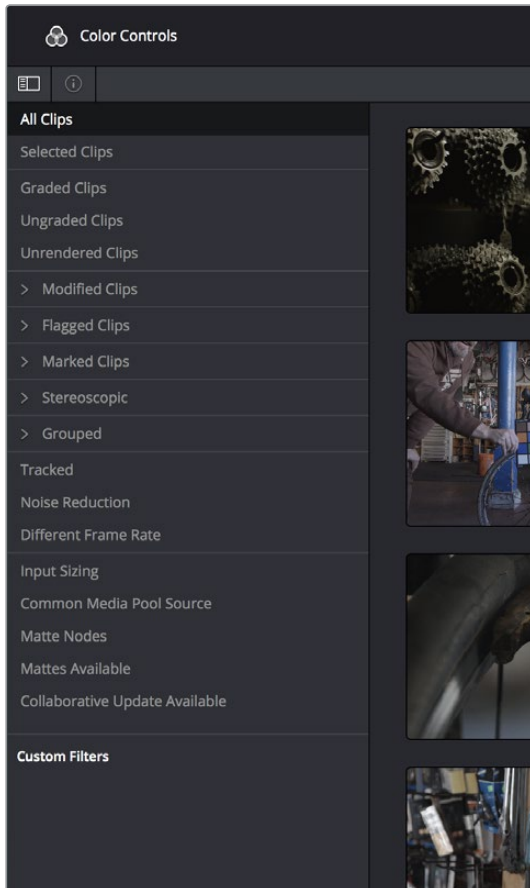 Color Controls
All Clips
Selected Clips
Graded Clips
Ungraded Clips
Unrendered Clips
Modified Clips
Flagged Clips
Marked Clips
Stereoscopic
Grouped
Tracked
Noise Reduction
Different Frame Rate
Input Sizing
Common Media Pool Source
Matte Nodes
Mattes Available
Collaborative Update Available
Custom Filters